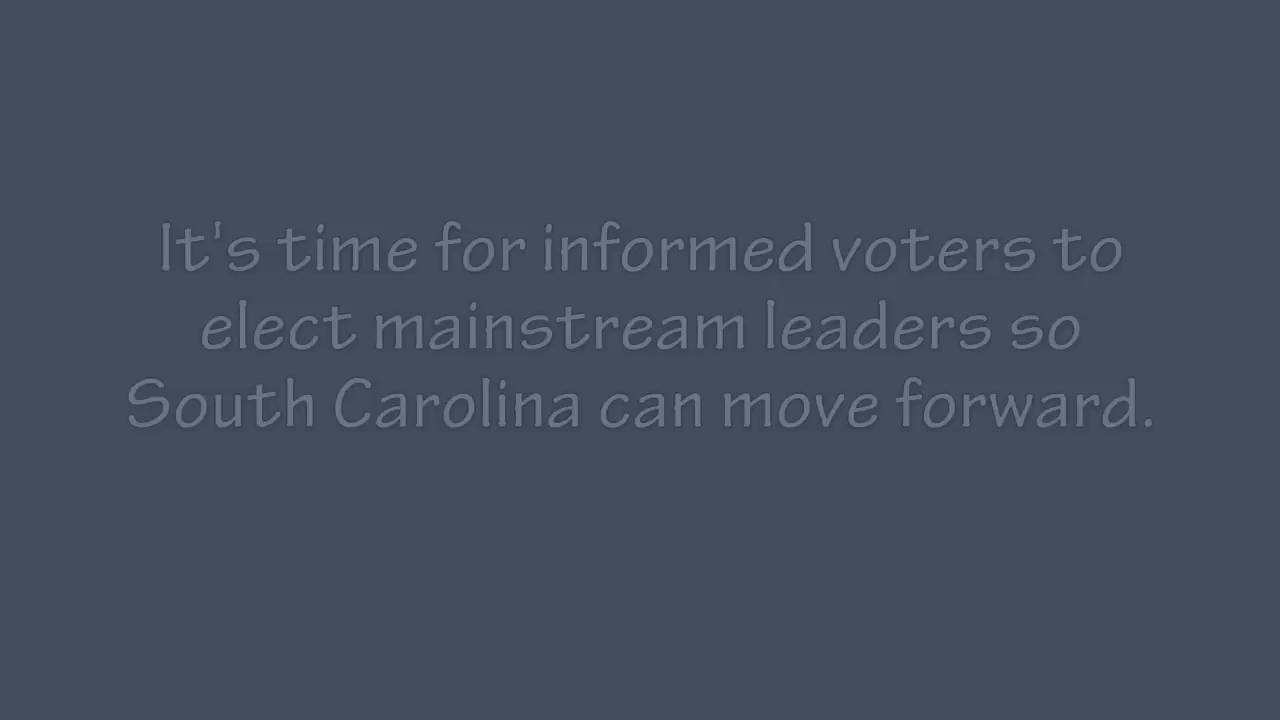 It's time for informed voters to
elect mainstream leaders so
South Carolina can move forward.